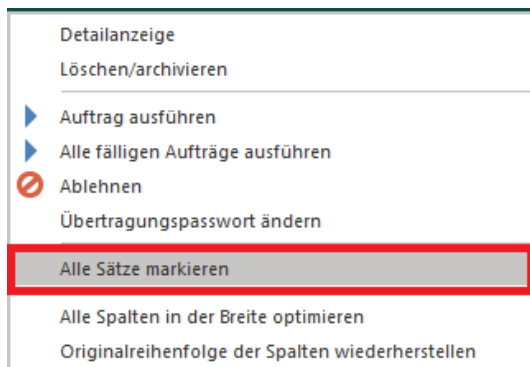 Detailanzeige
Löschen/archivieren
Auftrag ausführen
Alle fälligen Aufträge ausführen
Ablehnen
Übertragungspasswort ändern
Alle Sätze markieren
Alle Spalten in der Breite optimieren
Originalreihenfolge der Spalten wiederherstellen